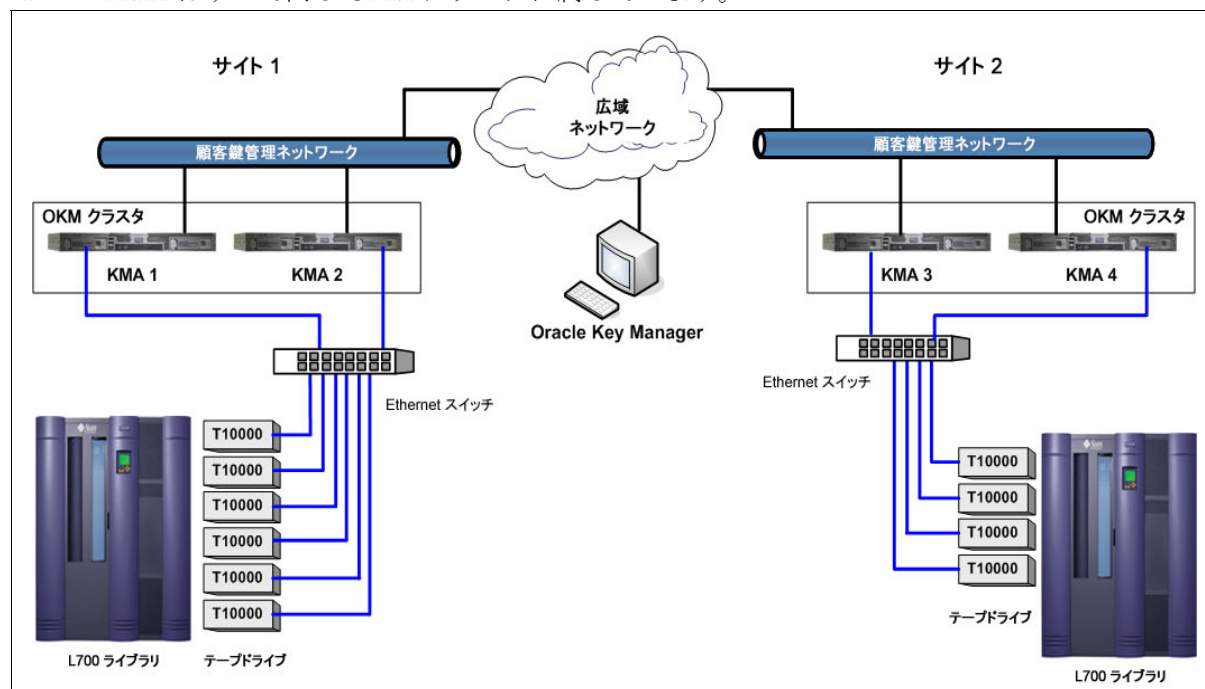 サイト 1
サイト 2
広域
ネットワーク
顧客鍵管理ネットワーク
顧客鍵管理ネットワーク
OKM クラスタ
KMA 1
KMA 2
Oracle Key Manager
OKM クラスタ
KMA 3
KMA 4
Ethernet スイッチ
Ethernet スイッチ
T10000
T10000
T10000
T10000
T10000
T10000
L700 ライブラリ
テープドライブ
T10000
T10000
T10000
T10000
テープドライブ
L700 ライブラリ